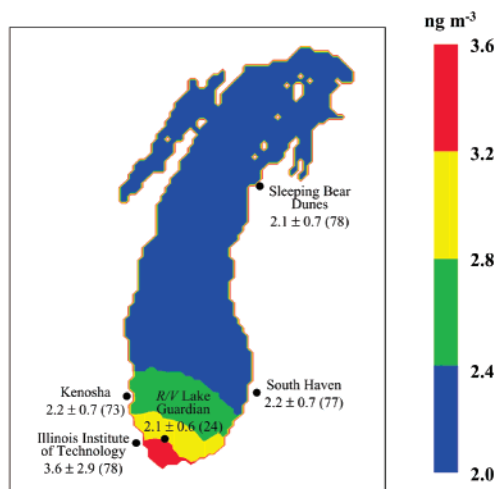 ng m-3
3.6
3.2
2.8
2.4
2.0
Sleeping Bear
Dunes
2.1 ± 0.7 (78)
South Haven
2.2 ± 0.7 (77)
Kenosha
2.2 ± 0.7 (73)
R/V Lake
Guardian
2.1 ± 0.6 (24)
Illinois Institute
of Technology
3.6 ± 2.9 (78)